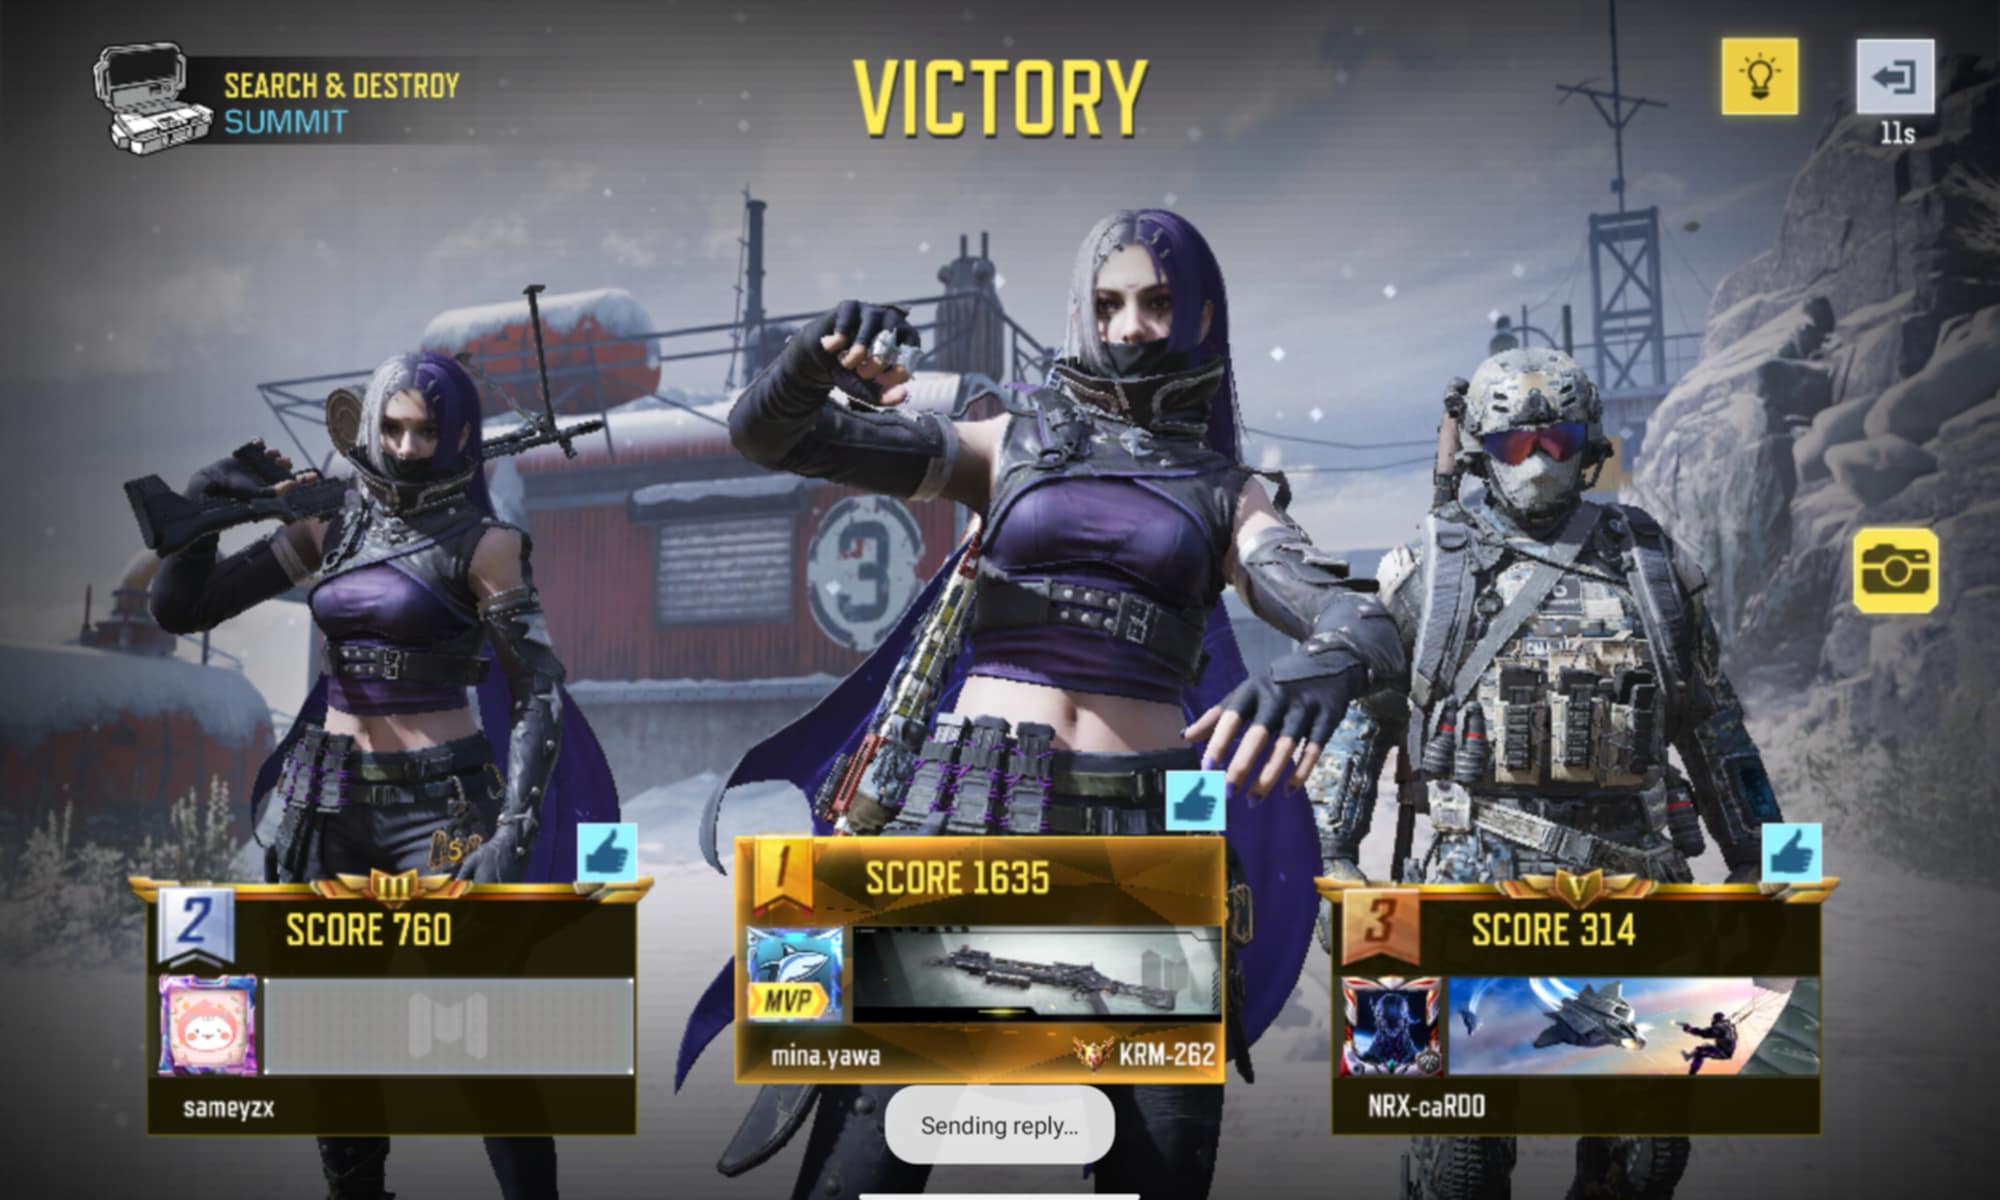 SEARCH & DESTROY
SUMMIT
VICTORY
11s
3
2
SCORE 760
sameyzx
1
SCORE 1635
MVP
mina.yawa
KRM-262
3
SCORE 314
NRX-caRDO
Sending reply...